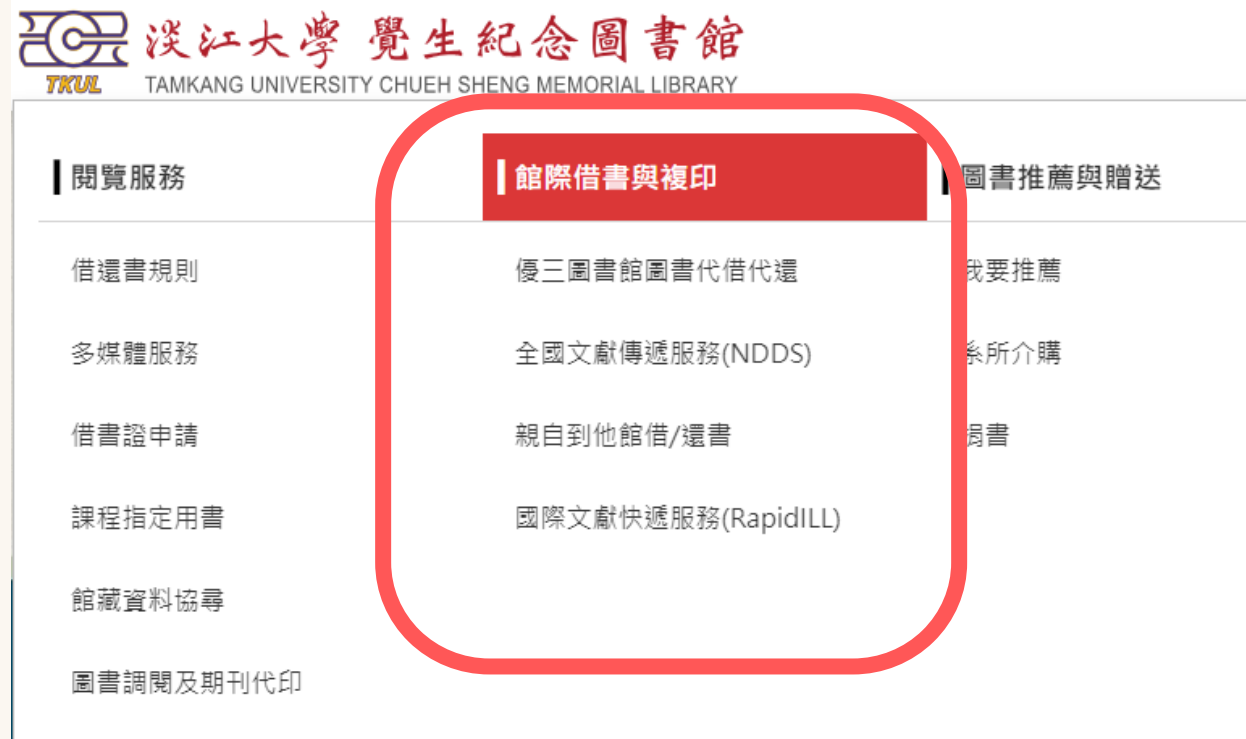 淡江大學 覺生紀念圖書館
TKUL
TAMKANG UNIVERSITY CHUEH SHENG MEMORIAL LIBRARY
閱覽服務
借還書規則
多媒體服務
借書證申請
課程指定用書
館藏資料協尋
圖書調閱及期刊代印
館際借書與複印
優三圖書館圖書代借代還
全國文獻傳遞服務(NDDS)
親自到他館借/還書
國際文獻快遞服務(RapidILL)
圖書推薦與贈送
我要推薦
系所介購
捐書